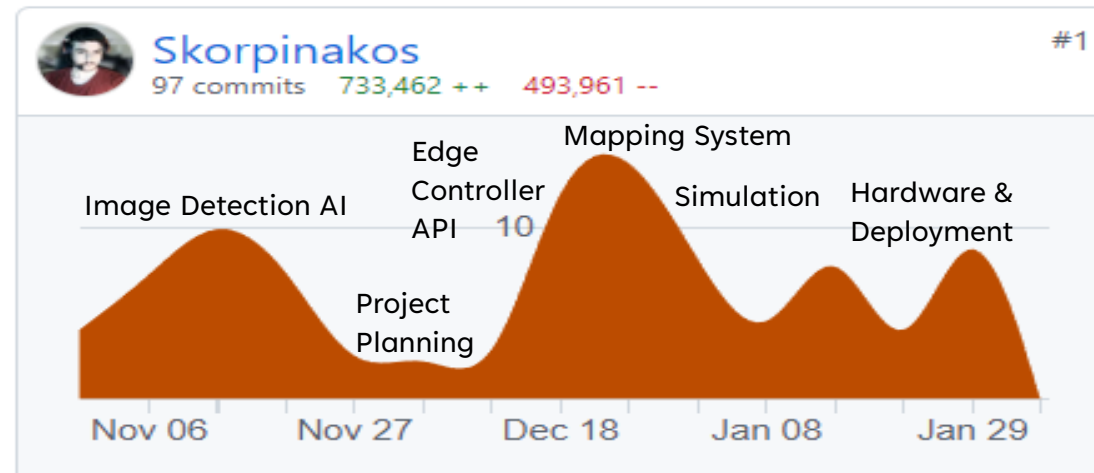 Skorpinakos
#1
97 commits 733,462 ++ 493,961 --
Mapping System
Edge
Controller
API
Image Detection AI
Simulation
Hardware &
Deployment
10
Project
Planning
Nov 06 Nov 27 Dec 18 Jan 08 Jan 29